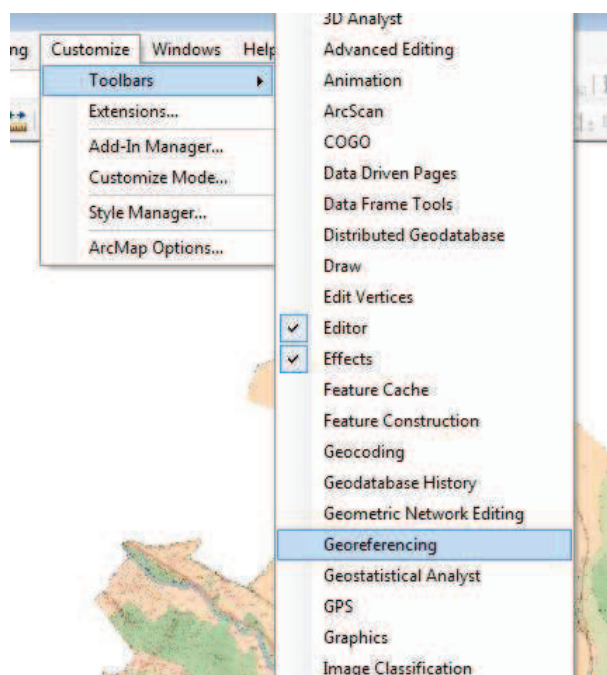 3D Analyst
ng Customize Windows Help
Advanced Editing
Toolbars
Animation
Extensions...
ArcScan
COGO
Add-In Manager...
Data Driven Pages
Customize Mode...
Data Frame Tools
Style Manager...
Distributed Geodatabase
ArcMap Options...
Draw
Edit Vertices
Editor
Effects
Feature Cache
Feature Construction
Geocoding
Geodatabase History
Geometric Network Editing
Georeferencing
Geostatistical Analyst
GPS
Graphics
Image Classification